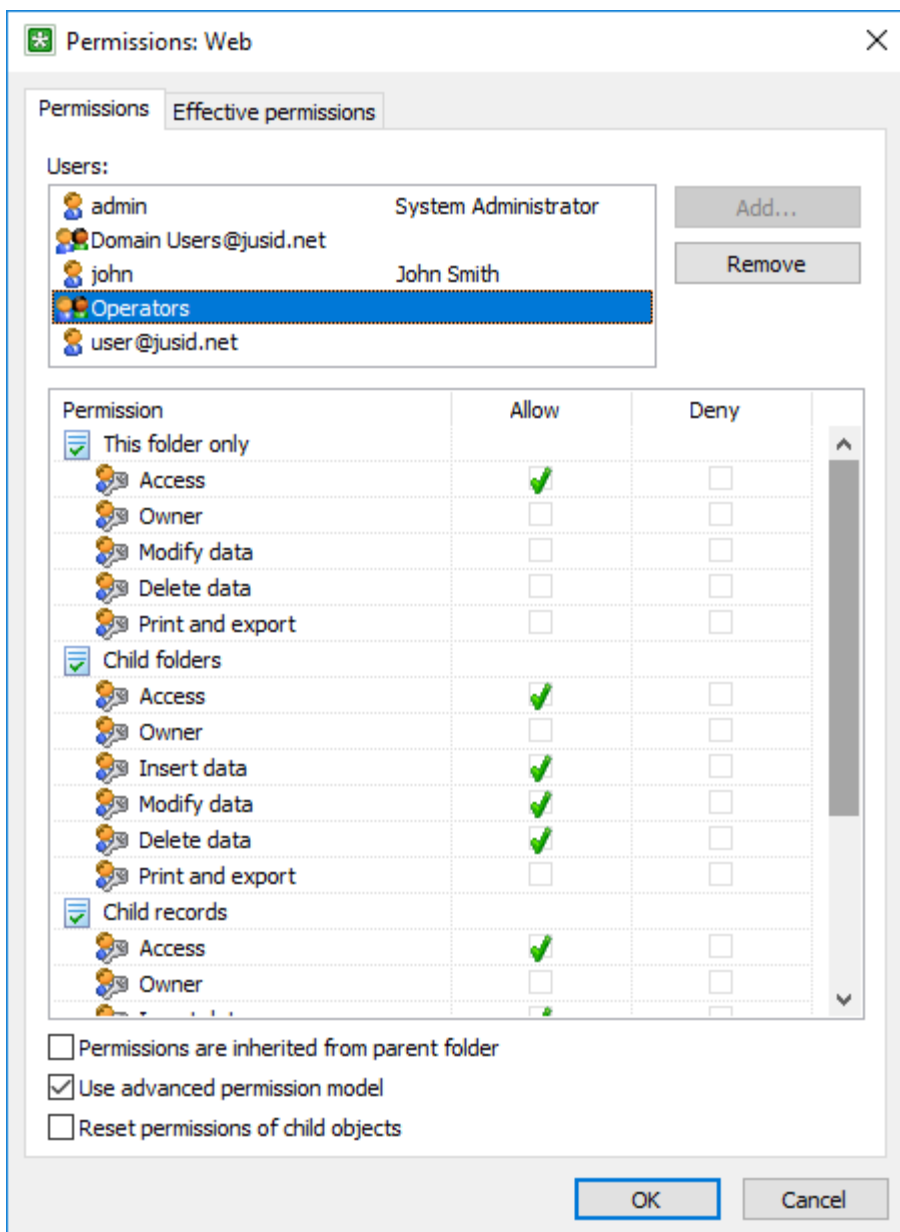 Permissions: Web
Permissions Effective permissions
Users:
admin System Administrator Add...
Domain Users@jusid.net Remove
john John Smith
Operators
user@jusid.net
Permission Allow Deny
This folder only
Access
Owner
Modify data
Delete data
Print and export
Child folders
Access
Owner
Insert data
Modify data
Delete data
Print and export
Child records
Access
Owner
Permissions are inherited from parent folder
Use advanced permission model
Reset permissions of child objects
OK Cancel